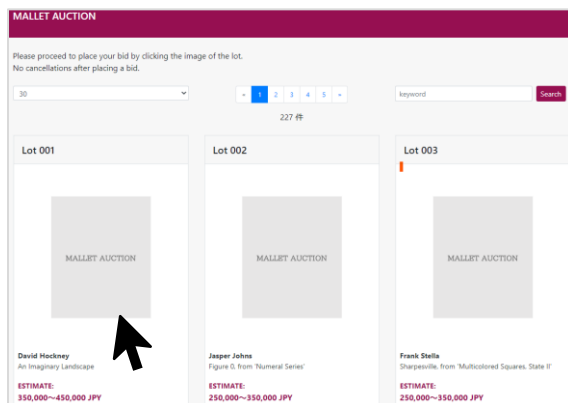 MALLET AUCTION
Please proceed to place your bid by clicking the image of the lot.
No cancellations after placing a bid.
30
« 1 2 3 4 5 »
keyword
Search
227 件
Lot 001
Lot 002
Lot 003
MALLET AUCTION
MALLET AUCTION
MALLET AUCTION
David Hockney
An Imaginary Landscape
ESTIMATE:
350,000～450,000 JPY
Jasper Johns
Figure 0, from 'Numeral Series'
ESTIMATE:
250,000～350,000 JPY
Frank Stella
Sharpesville, from 'Multicolored Squares, State II'
ESTIMATE:
250,000～350,000 JPY